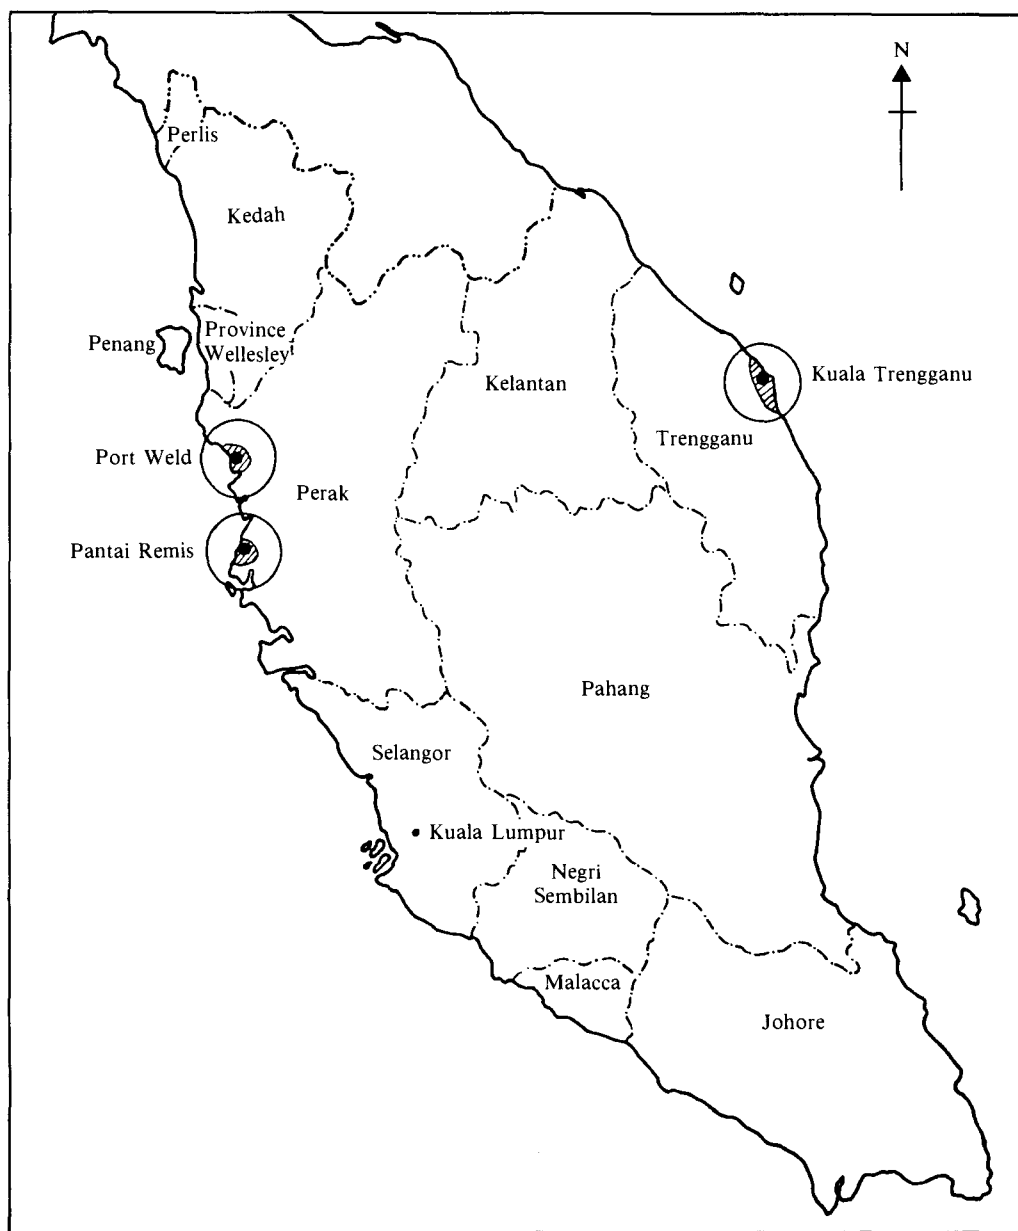 N
Perlis
Kedah
Penang
Province
Wellesley
Kelantan
Kuala Trengganu
Trengganu
Port Weld
Perak
Pantai Remis
Pahang
Selangor
Kuala Lumpur
Negri
Sembilan
Malacca
Johore